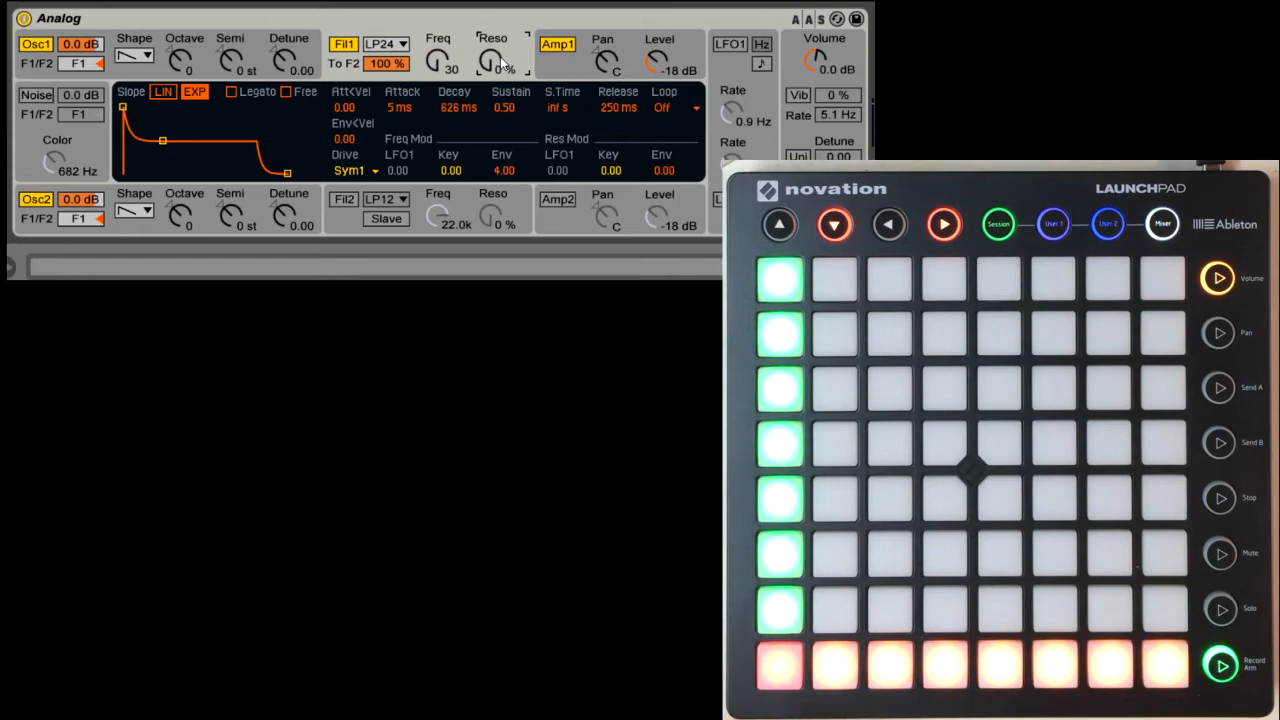 Analog
A A S
Osc1 0.0 dB Shape Octave Semi Detune Fil1 LP24 Freq Reso Amp1 Pan Level LFO1 Hz Volume
F1/F2 F1 0 0 st 0.00 To F2 100 % 30 0 % C -18 dB 0.0 dB
Noise 0.0 dB Slope LIN EXP Legato Free Att<Vel Attack Decay Sustain S.Time Release Loop Rate Vib 0 %
F1/F2 F1 0.00 5 ms 626 ms 0.50 inf s 250 ms Off 0.9 Hz Rate 5.1 Hz
Env<Vel
Color 0.00 Freq Mod Res Mod Rate Detune
Drive LFO1 Key Env LFO1 Key Env Uni 0.00
682 Hz Sym1 0.00 0.00 4.00 0.00 0.00 0.00
Osc2 0.0 dB Shape Octave Semi Detune Fil2 LP12 Freq Reso Amp2 Pan Level
F1/F2 F1 0 0 st 0.00 Slave 22.0k 0 % C -18 dB
novation LAUNCHPAD
Session User 1 User 2 Mixer Ableton
Volume
Pan
Send A
Send B
Stop
Mute
Solo
Record
Arm